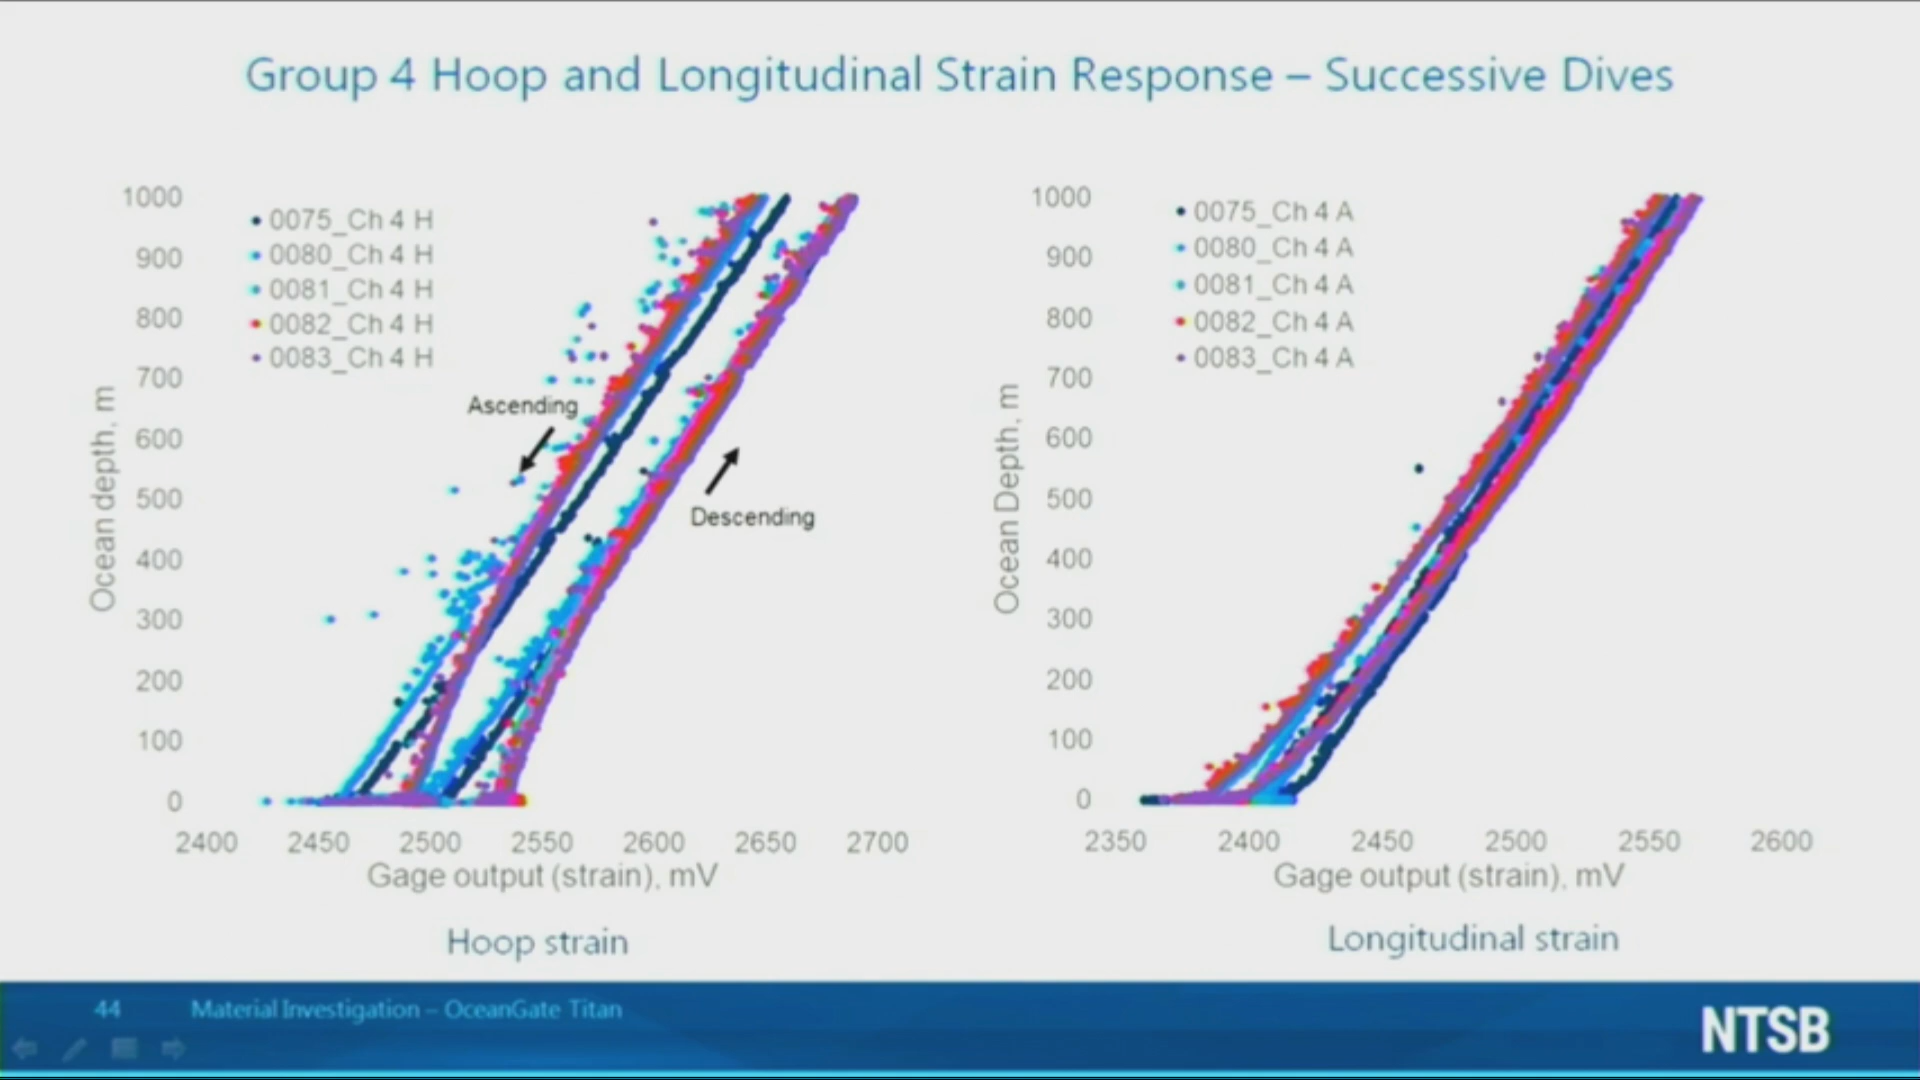 Group 4 Hoop and Longitudinal Strain Response – Successive Dives
1000
900
800
700
600
500
400
300
200
100
0
Ocean depth, m
0075_Ch 4 H
0080_Ch 4 H
0081_Ch 4 H
0082_Ch 4 H
0083_Ch 4 H
Ascending
Descending
2400 2450 2500 2550 2600 2650 2700
Gage output (strain), mV
Hoop strain
1000
900
800
700
600
500
400
300
200
100
0
Ocean Depth, m
0075_Ch 4 A
0080_Ch 4 A
0081_Ch 4 A
0082_Ch 4 A
0083_Ch 4 A
2350 2400 2450 2500 2550 2600
Gage output (strain), mV
Longitudinal strain
44 Material Investigation – OceanGate Titan
NTSB